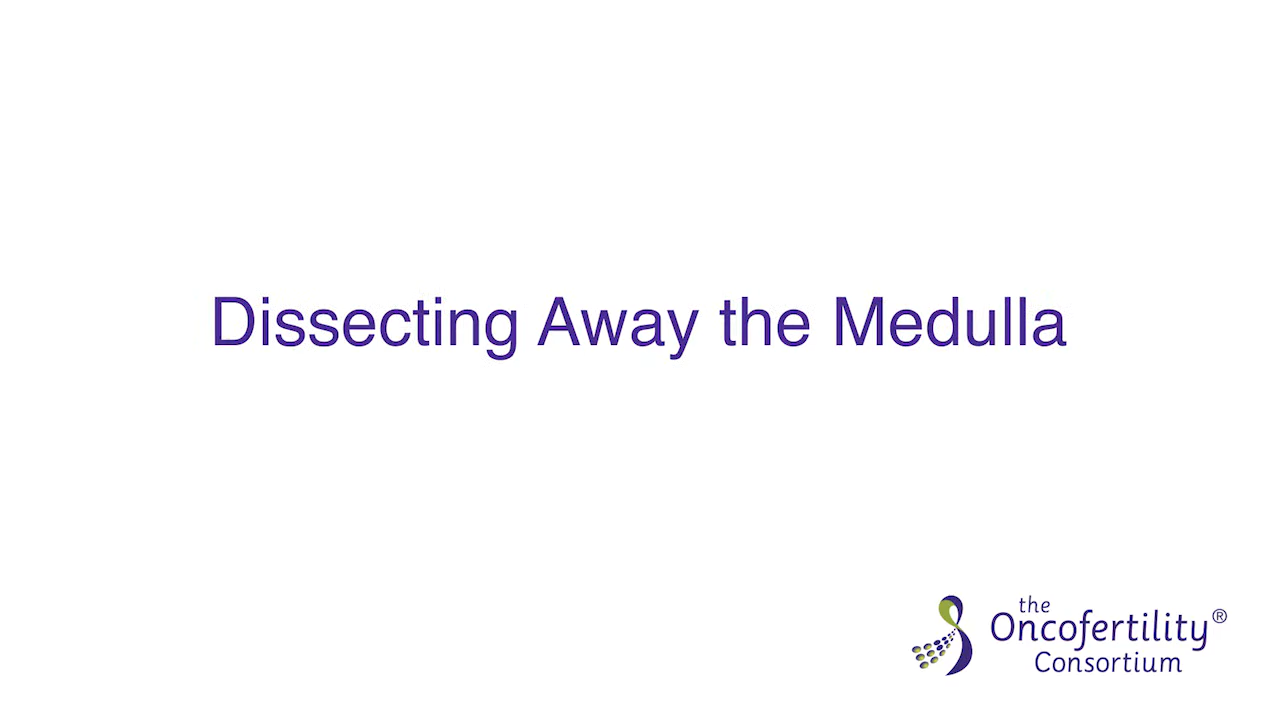 Dissecting Away the Medulla
the
Oncofertility®
Consortium